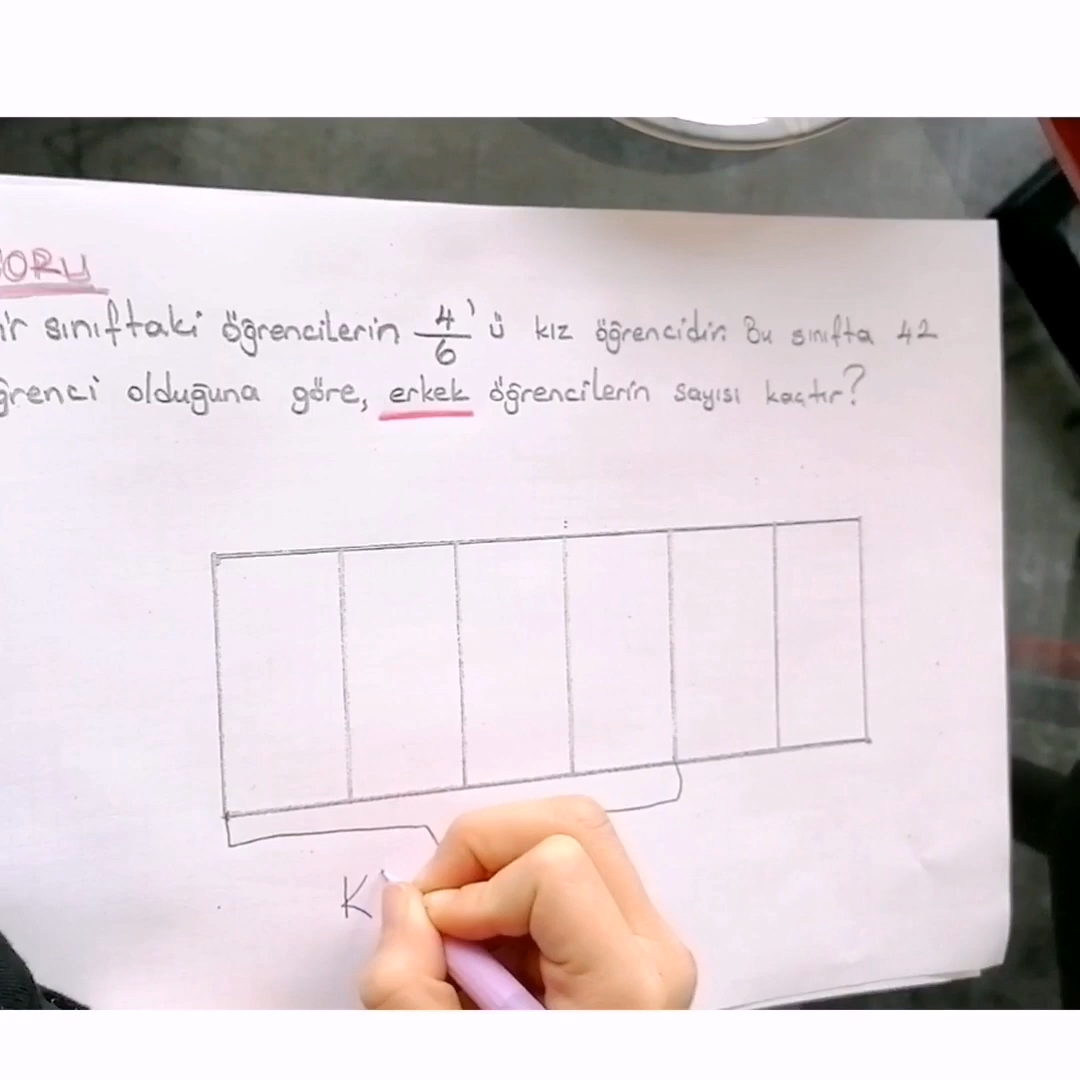 ORU
ir sınıftaki öğrencilerin 4/6'ü kız öğrencidir. Bu sınıfta 42
ğrenci olduğuna göre, erkek öğrencilerin sayısı kaçtır?
K